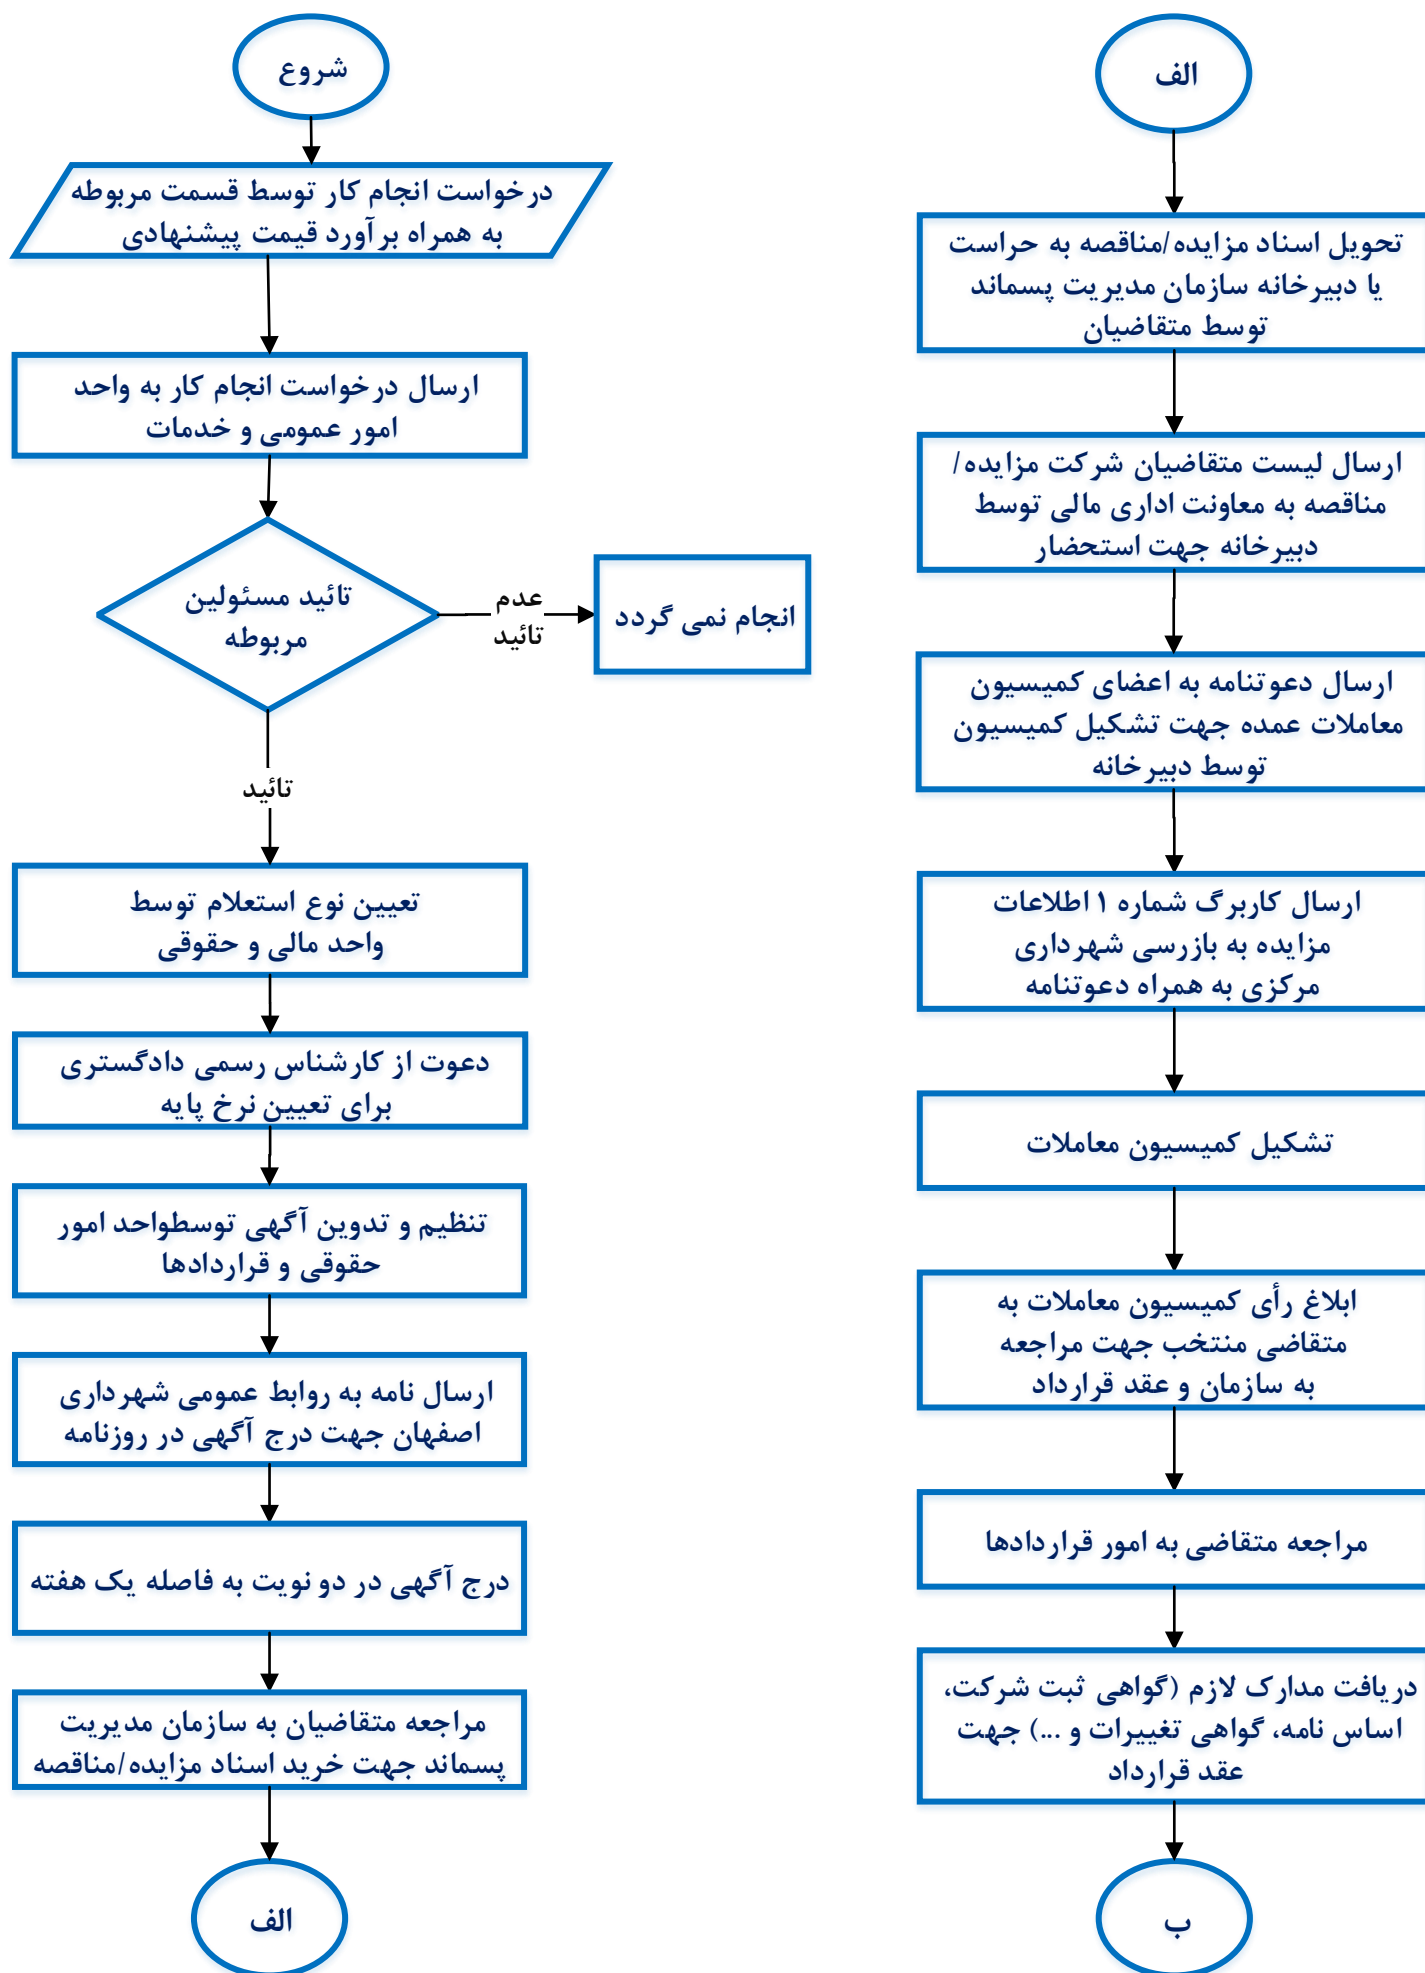 شروع
درخواست انجام کار توسط قسمت مربوطه
به همراه برآورد قیمت پیشنهادی
ارسال درخواست انجام کار به واحد
امور عمومی و خدمات
تائید مسئولین
مربوطه
عدم
تائید
انجام نمی گردد
تائید
تعیین نوع استعلام توسط
واحد مالی و حقوقی
دعوت از کارشناس رسمی دادگستری
برای تعیین نرخ پایه
تنظیم و تدوین آگهی توسطواحد امور
حقوقی و قراردادها
ارسال نامه به روابط عمومی شهرداری
اصفهان جهت درج آگهی در روزنامه
درج آگهی در دو نویت به فاصله یک هفته
مراجعه متقاضیان به سازمان مدیریت
پسماند جهت خرید اسناد مزایده/مناقصه
الف
الف
تحویل اسناد مزایده/مناقصه به حراست
یا دبیرخانه سازمان مدیریت پسماند
توسط متقاضیان
ارسال لیست متقاضیان شرکت مزایده/
مناقصه به معاونت اداری مالی توسط
دبیرخانه جهت استحضار
ارسال دعوتنامه به اعضای کمیسیون
معاملات عمده جهت تشکیل کمیسیون
توسط دبیرخانه
ارسال کاربرگ شماره ۱ اطلاعات
مزایده به بازرسی شهرداری
مرکزی به همراه دعوتنامه
تشکیل کمیسیون معاملات
ابلاغ رأی کمیسیون معاملات به
متقاضی منتخب جهت مراجعه
به سازمان و عقد قرارداد
مراجعه متقاضی به امور قراردادها
دریافت مدارک لازم (گواهی ثبت شرکت،
اساس نامه، گواهی تغییرات و ...) جهت
عقد قرارداد
ب